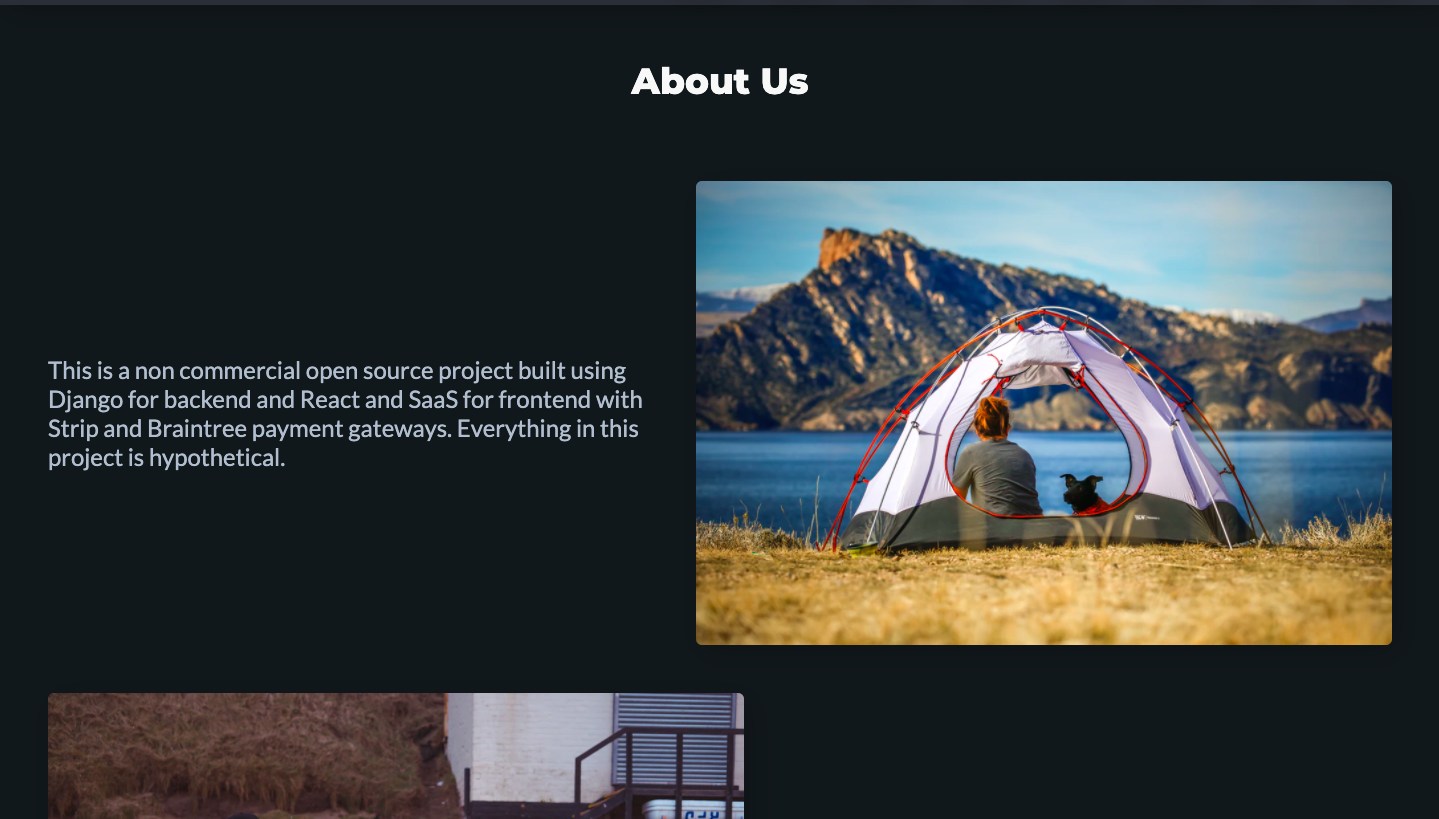 About Us
This is a non commercial open source project built using
Django for backend and React and SaaS for frontend with
Strip and Braintree payment gateways. Everything in this
project is hypothetical.